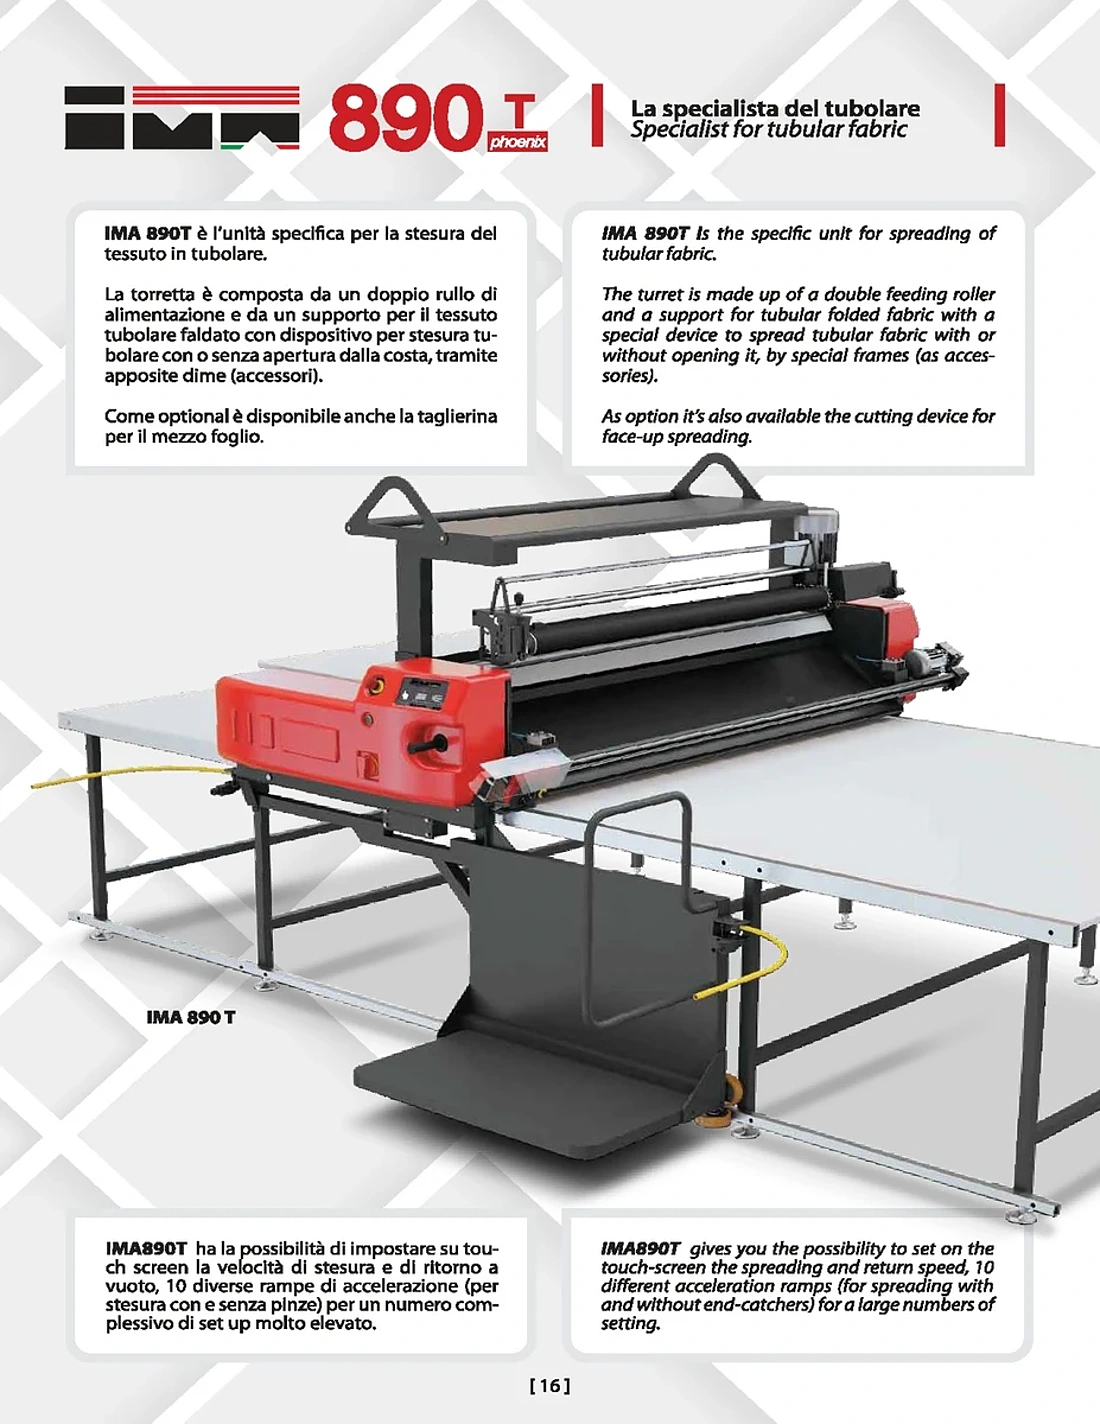 IMA 890 T
phoenix
La specialista del tubolare
Specialist for tubular fabric
IMA 890T è l'unità specifica per la stesura del
tessuto in tubolare.
La torretta è composta da un doppio rullo di
alimentazione e da un supporto per il tessuto
tubolare faldato con dispositivo per stesura tu-
bolare con o senza apertura dalla costa, tramite
apposite dime (accessori).
Come optional è disponibile anche la taglierina
per il mezzo foglio.
IMA 890T Is the specific unit for spreading of
tubular fabric.
The turret is made up of a double feeding roller
and a support for tubular folded fabric with a
special device to spread tubular fabric with or
without opening it, by special frames (as acces-
sories).
As option it's also available the cutting device for
face-up spreading.
IMA 890 T
IMA890T ha la possibilità di impostare su tou-
ch screen la velocità di stesura e di ritorno a
vuoto, 10 diverse rampe di accelerazione (per
stesura con e senza pinze) per un numero com-
plessivo di set up molto elevato.
IMA890T gives you the possibility to set on the
touch-screen the spreading and return speed, 10
different acceleration ramps (for spreading with
and without end-catchers) for a large numbers of
setting.
[ 16 ]